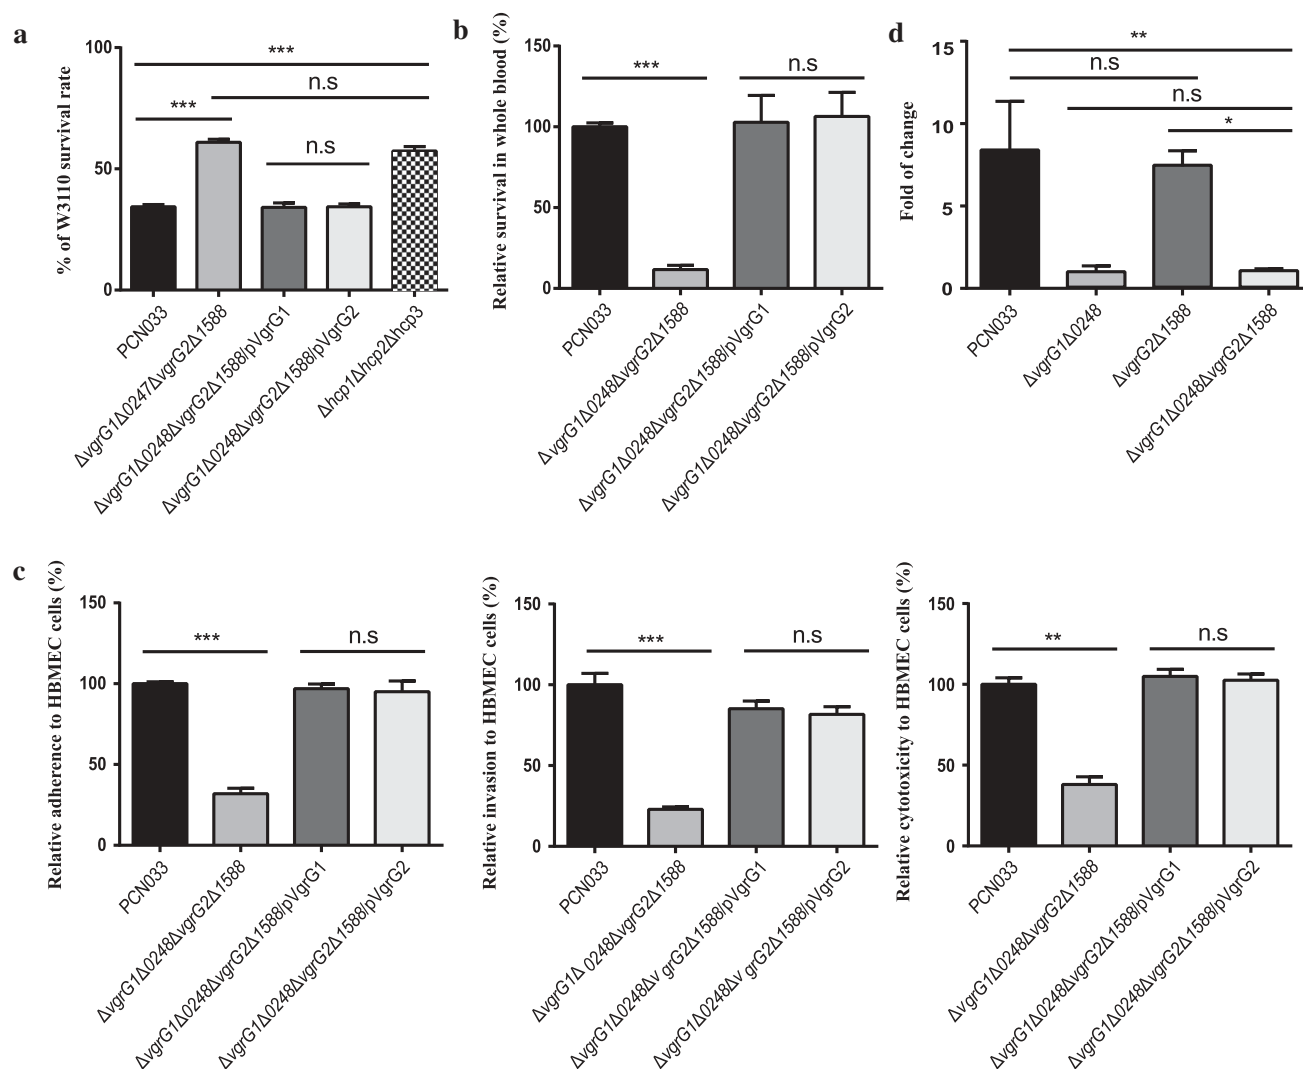 a
% of W3110 survival rate
100
50
0
***
n.s
***
n.s
PCN033
ΔvgrG1Δ0247ΔvgrG2Δ1588
ΔvgrG1Δ0248ΔvgrG2Δ1588/pVgrG1
ΔvgrG1Δ0248ΔvgrG2Δ1588/pVgrG2
Δhcp1Δhcp2Δhcp3
b
Relative survival in whole blood (%)
150
100
50
0
***
n.s
PCN033
ΔvgrG1Δ0248ΔvgrG2Δ1588
ΔvgrG1Δ0248ΔvgrG2Δ1588/pVgrG1
ΔvgrG1Δ0248ΔvgrG2Δ1588/pVgrG2
d
Fold of change
15
10
5
0
**
n.s
n.s
*
PCN033
ΔvgrG1Δ0248
ΔvgrG2Δ1588
ΔvgrG1Δ0248ΔvgrG2Δ1588
c
Relative adherence to HBMEC cells (%)
150
100
50
0
***
n.s
PCN033
ΔvgrG1Δ0248ΔvgrG2Δ1588
ΔvgrG1Δ0248ΔvgrG2Δ1588/pVgrG1
ΔvgrG1Δ0248ΔvgrG2Δ1588/pVgrG2
Relative invasion to HBMEC cells (%)
150
100
50
0
***
n.s
PCN033
ΔvgrG1Δ 0248ΔvgrG2Δ1588
ΔvgrG1Δ0248Δv grG2Δ1588/pVgrG1
ΔvgrG1Δ0248Δv grG2Δ1588/pVgrG2
Relative cytotoxicity to HBMEC cells (%)
150
100
50
0
**
n.s
PCN033
ΔvgrG1Δ0248ΔvgrG2Δ1588
ΔvgrG1Δ0248ΔvgrG2Δ1588/pVgrG1
ΔvgrG1Δ0248ΔvgrG2Δ1588/pVgrG2